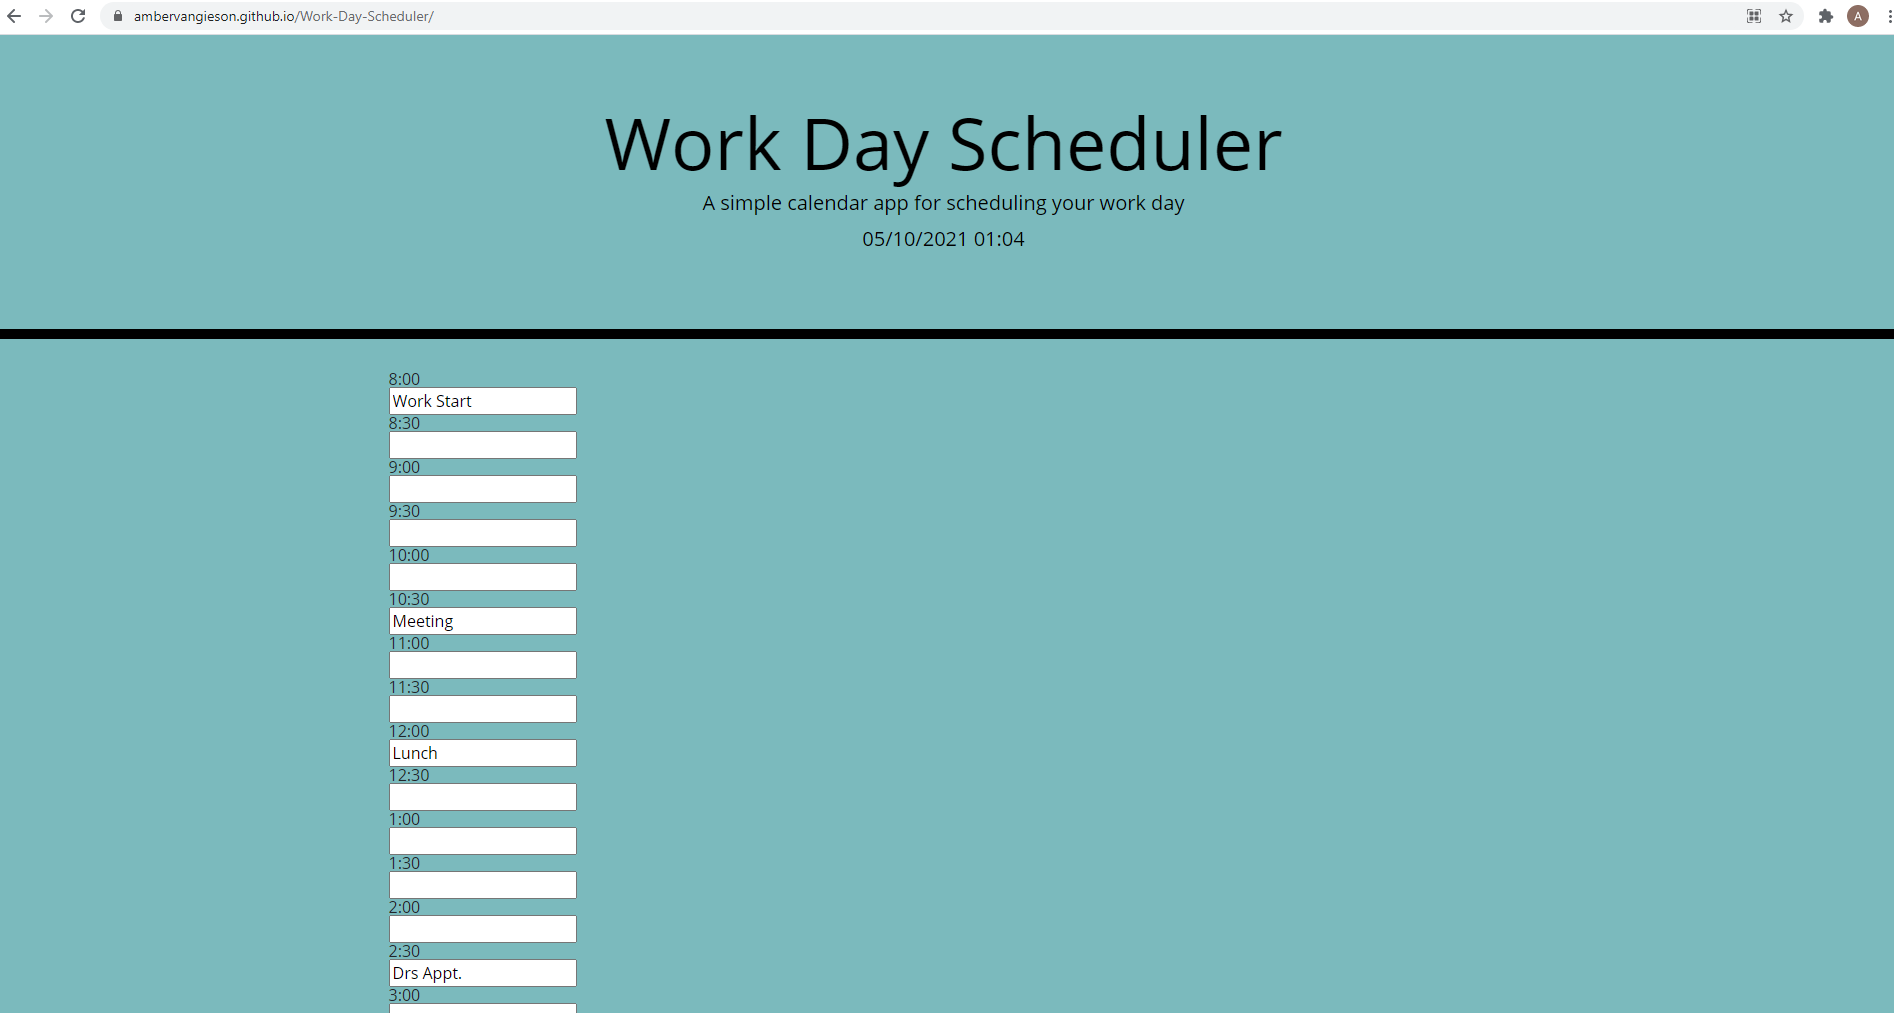 ambervangieson.github.io/Work-Day-Scheduler/
A
Work Day Scheduler
A simple calendar app for scheduling your work day
05/10/2021 01:04
8:00
Work Start
8:30
9:00
9:30
10:00
10:30
Meeting
11:00
11:30
12:00
Lunch
12:30
1:00
1:30
2:00
2:30
Drs Appt.
3:00